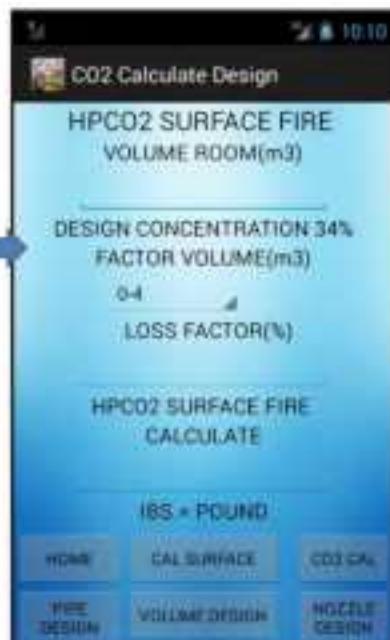 10:10
CO2 Calculate Design
HPCO2 SURFACE FIRE
VOLUME ROOM(m3)
DESIGN CONCENTRATION 34%
FACTOR VOLUME(m3)
0-4
LOSS FACTOR(%)
HPCO2 SURFACE FIRE
CALCULATE
IBS = POUND
HOME CAL SURFACE CO2 CAL
PIPE DESIGN VOLUME DESIGN NOZZLE DESIGN